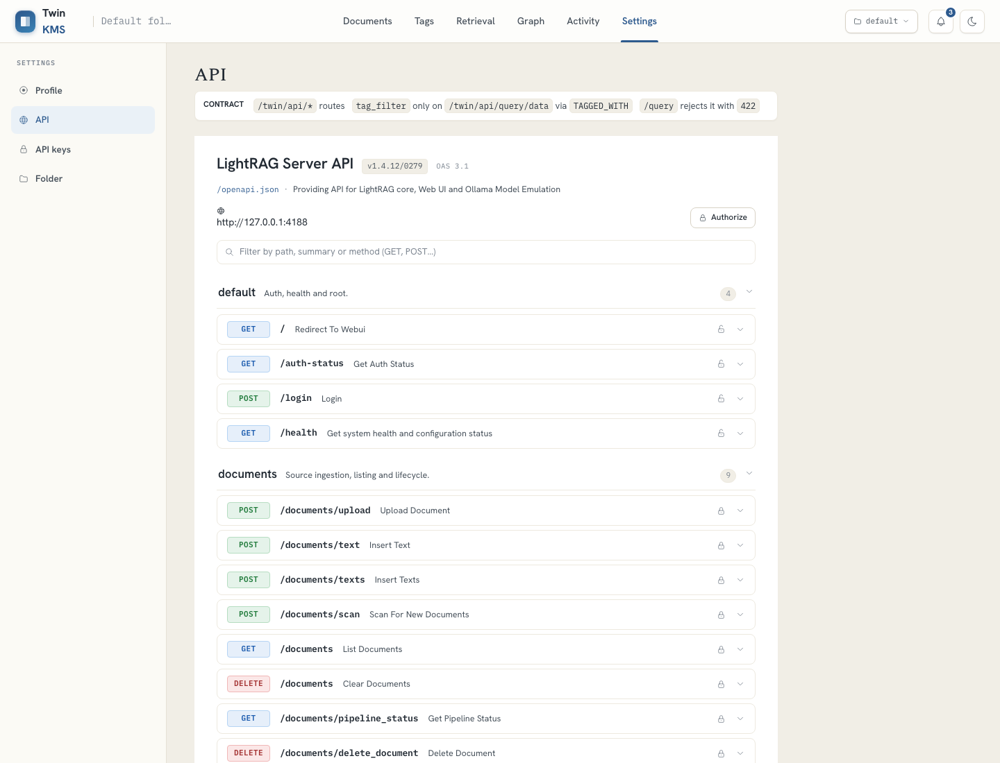 Twin
KMS
Default fol…
Documents
Tags
Retrieval
Graph
Activity
Settings
default
3
SETTINGS
Profile
API
API keys
Folder
API
CONTRACT /twin/api/* routes tag_filter only on /twin/api/query/data via TAGGED_WITH /query rejects it with 422
LightRAG Server API v1.4.12/0279 OAS 3.1
/openapi.json · Providing API for LightRAG core, Web UI and Ollama Model Emulation
http://127.0.0.1:4188
Authorize
Filter by path, summary or method (GET, POST…)
default Auth, health and root. 4
GET / Redirect To Webui
GET /auth-status Get Auth Status
POST /login Login
GET /health Get system health and configuration status
documents Source ingestion, listing and lifecycle. 9
POST /documents/upload Upload Document
POST /documents/text Insert Text
POST /documents/texts Insert Texts
POST /documents/scan Scan For New Documents
GET /documents List Documents
DELETE /documents Clear Documents
GET /documents/pipeline_status Get Pipeline Status
DELETE /documents/delete_document Delete Document